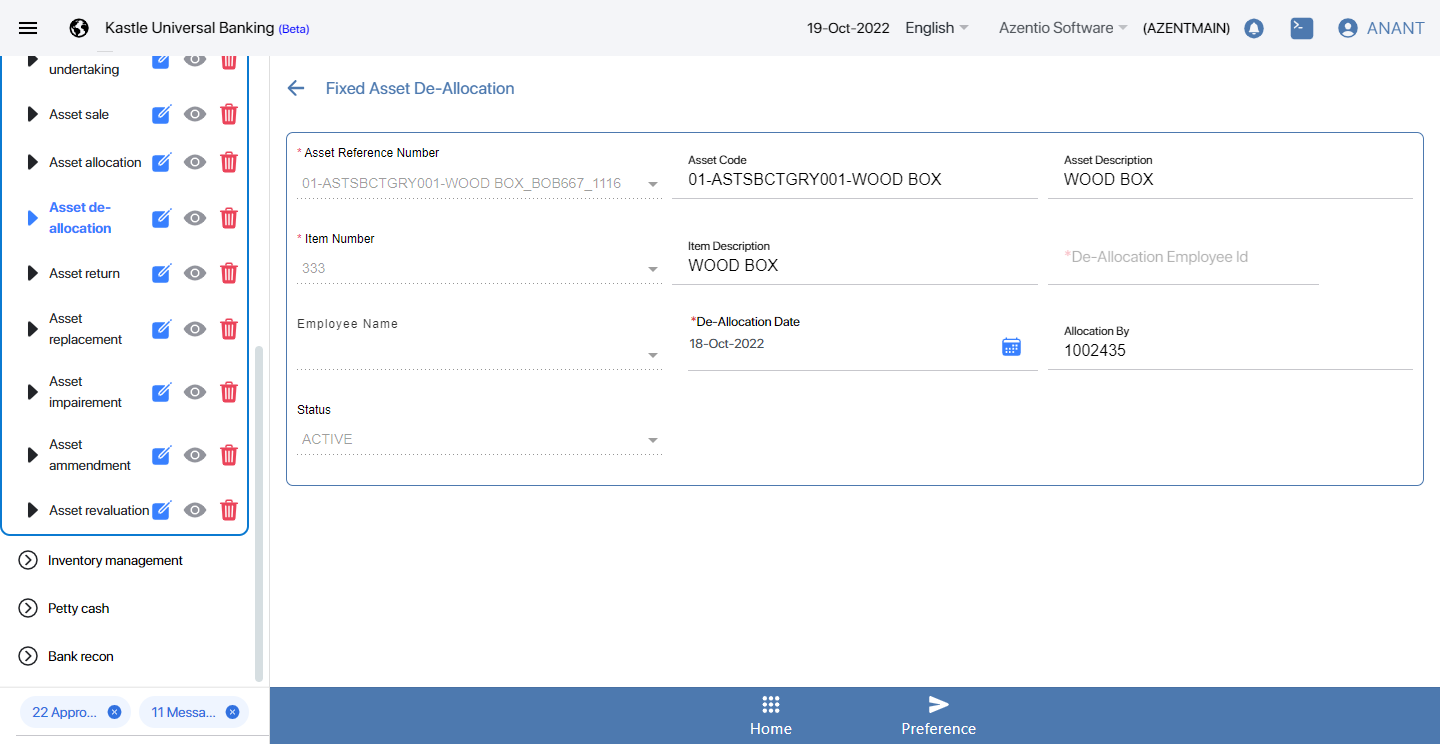 Kastle Universal Banking (Beta)
19-Oct-2022
English
Azentio Software
(AZENTMAIN)
ANANT
undertaking
Asset sale
Asset allocation
Asset de-
allocation
Asset return
Asset
replacement
Asset
impairement
Asset
ammendment
Asset revaluation
Inventory management
Petty cash
Bank recon
22 Appro...
11 Messa...
Fixed Asset De-Allocation
* Asset Reference Number
01-ASTSBCTGRY001-WOOD BOX_BOB667_1116
Asset Code
01-ASTSBCTGRY001-WOOD BOX
Asset Description
WOOD BOX
* Item Number
333
Item Description
WOOD BOX
*De-Allocation Employee Id
Employee Name
*De-Allocation Date
18-Oct-2022
Allocation By
1002435
Status
ACTIVE
Home
Preference